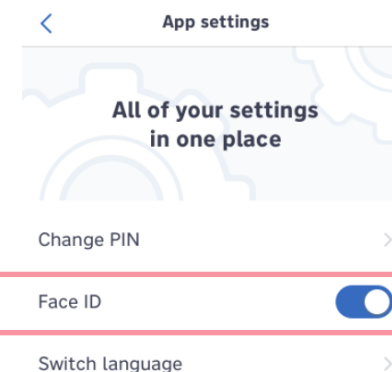 App settings
All of your settings
in one place
Change PIN
Face ID
Switch language